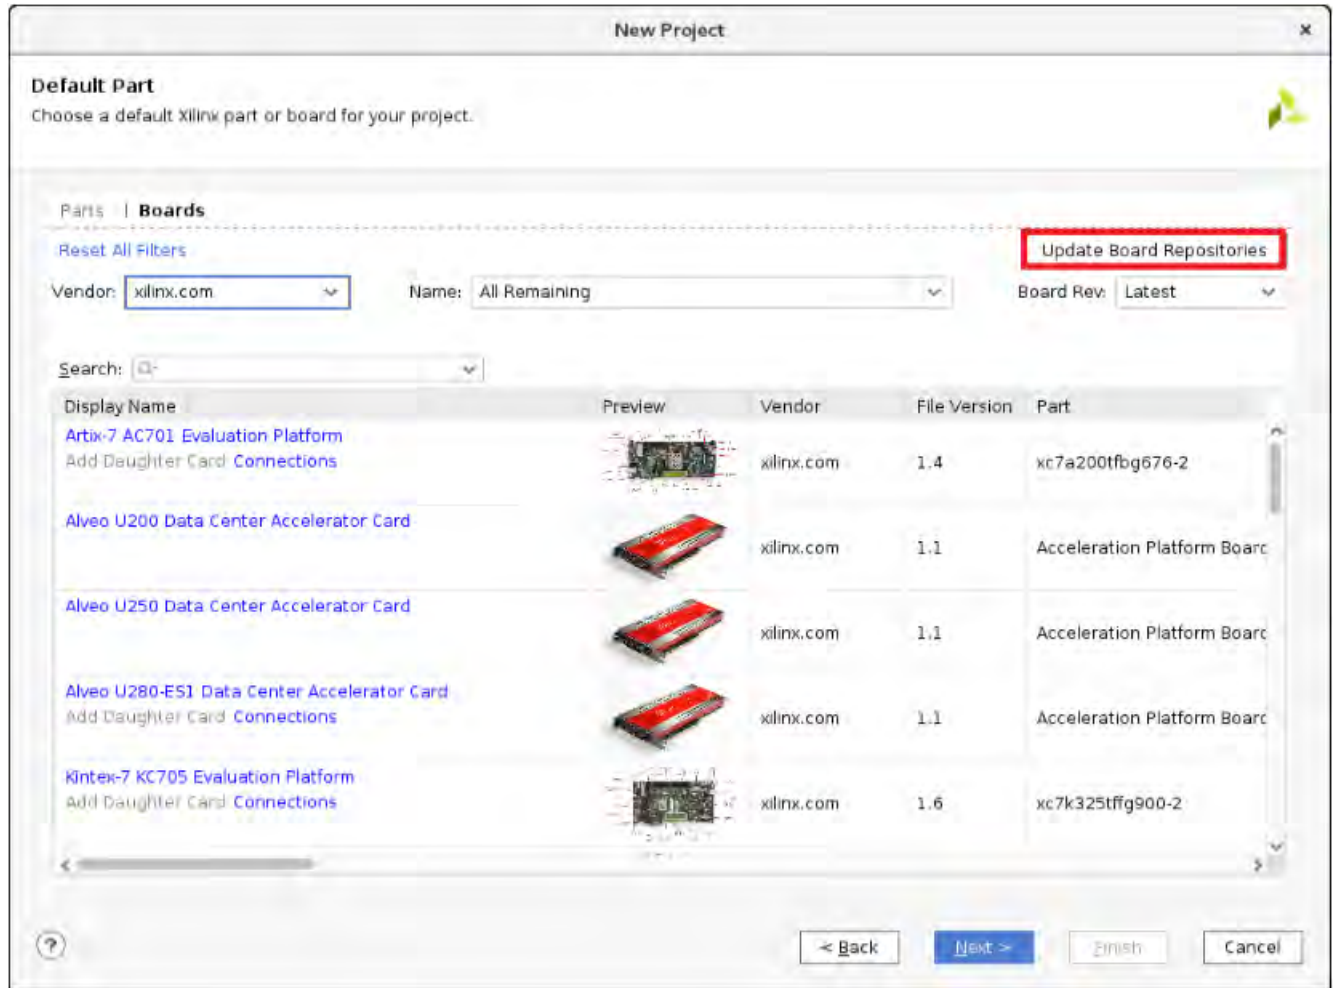 New Project
Default Part
Choose a default Xilinx part or board for your project.
Parts | Boards
Reset All Filters
Update Board Repositories
Vendor: xilinx.com Name: All Remaining Board Rev: Latest
Search:
Display Name Preview Vendor File Version Part
Artix-7 AC701 Evaluation Platform
Add Daughter Card Connections
xilinx.com 1.4 xc7a200tfbg676-2
Alveo U200 Data Center Accelerator Card
xilinx.com 1.1 Acceleration Platform Board
Alveo U250 Data Center Accelerator Card
xilinx.com 1.1 Acceleration Platform Board
Alveo U280-ES1 Data Center Accelerator Card
Add Daughter Card Connections
xilinx.com 1.1 Acceleration Platform Board
Kintex-7 KC705 Evaluation Platform
Add Daughter Card Connections
xilinx.com 1.6 xc7k325tffg900-2
? < Back Next > Finish Cancel